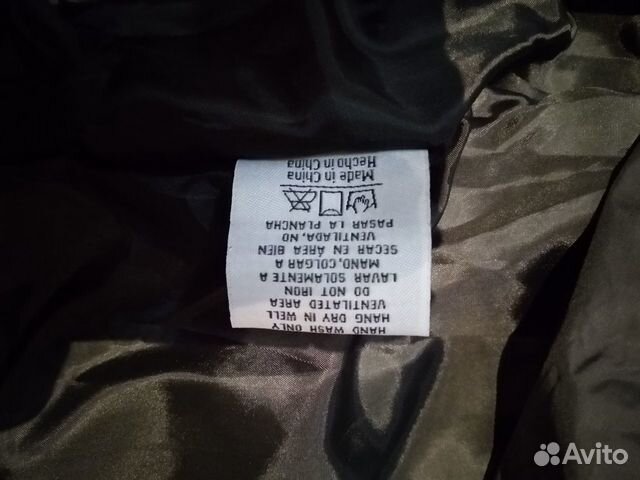 HAND WASH ONLY
HANG DRY IN WELL
VENTILATED AREA
DO NOT IRON
LAVAR SOLAMENTE A
MANO, COLGAR A
SECAR EN ÁREA BIEN
VENTILADA, NO
PASAR LA PLANCHA
Made in China
Hecho in China
Avito